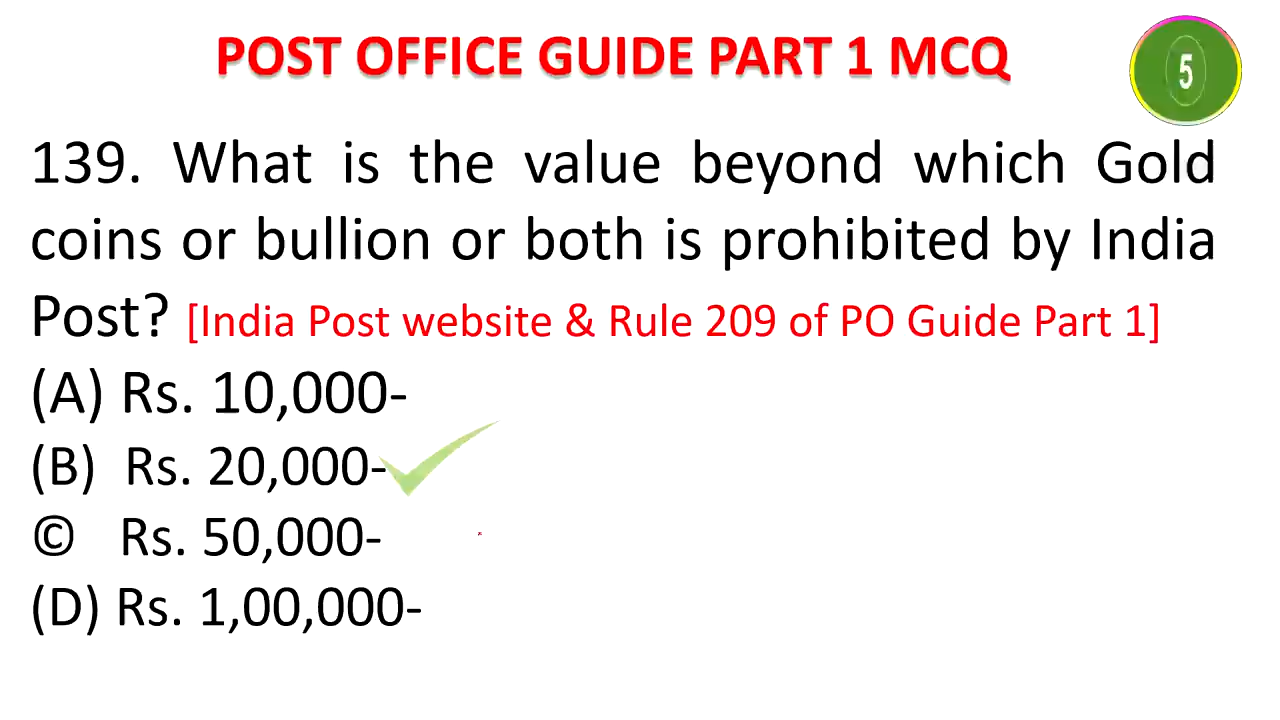 POST OFFICE GUIDE PART 1 MCQ
5
139. What is the value beyond which Gold
coins or bullion or both is prohibited by India
Post? [India Post website & Rule 209 of PO Guide Part 1]
(A) Rs. 10,000-
(B) Rs. 20,000-
© Rs. 50,000-
(D) Rs. 1,00,000-